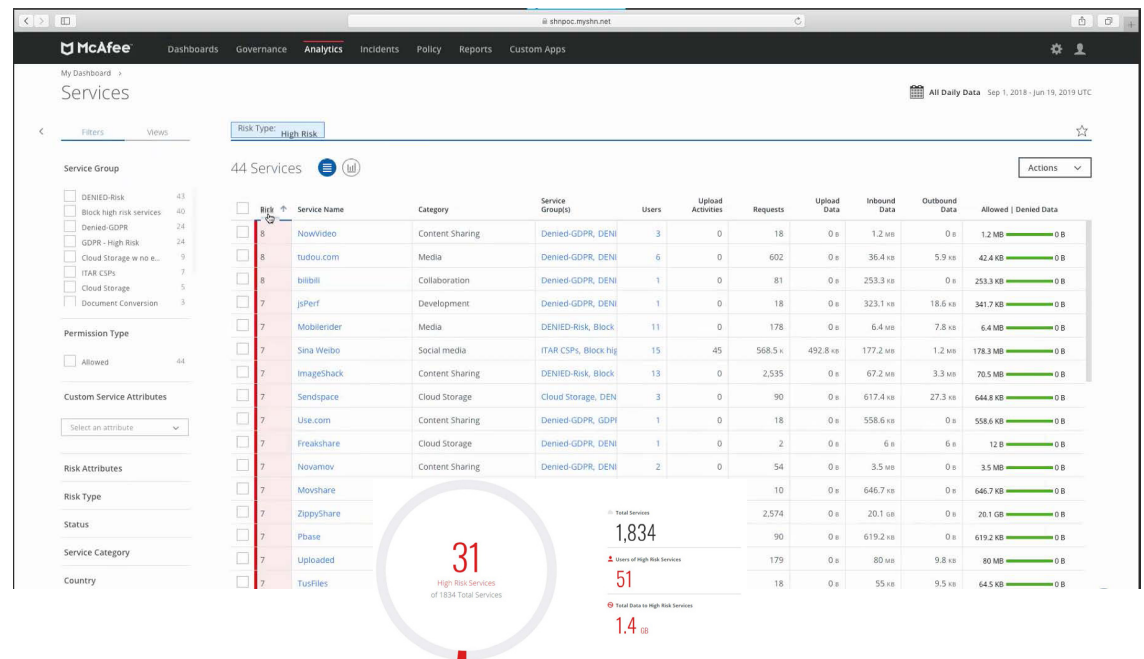 shnpoc.myshn.net
McAfee Dashboards Governance Analytics Incidents Policy Reports Custom Apps
My Dashboard >
Services
All Daily Data Sep 1, 2018 - Jun 19, 2019 UTC
Filters Views
Risk Type: High Risk
Service Group
44 Services
Actions
DENIED-Risk 43
Block high risk services 40
Denied-GDPR 24
GDPR - High Risk 24
Cloud Storage w no e... 9
ITAR CSPs 7
Cloud Storage 5
Document Conversion 3
Permission Type
Allowed 44
Custom Service Attributes
Select an attribute
Risk Attributes
Risk Type
Status
Service Category
Country
Risk Service Name Category Service Group(s) Users Upload Activities Requests Upload Data Inbound Data Outbound Data Allowed | Denied Data
8 NowVideo Content Sharing Denied-GDPR, DENI 3 0 18 0 B 1.2 MB 0 B 1.2 MB 0 B
8 tudou.com Media Denied-GDPR, DENI 6 0 602 0 B 36.4 KB 5.9 KB 42.4 KB 0 B
8 bilibili Collaboration Denied-GDPR, DENI 1 0 81 0 B 253.3 KB 0 B 253.3 KB 0 B
7 jsPerf Development Denied-GDPR, DENI 1 0 18 0 B 323.1 KB 18.6 KB 341.7 KB 0 B
7 Mobilerider Media DENIED-Risk, Block 11 0 178 0 B 6.4 MB 7.8 KB 6.4 MB 0 B
7 Sina Weibo Social media ITAR CSPs, Block hig 15 45 568.5 K 492.8 KB 177.2 MB 1.2 MB 178.3 MB 0 B
7 ImageShack Content Sharing DENIED-Risk, Block 13 0 2,535 0 B 67.2 MB 3.3 MB 70.5 MB 0 B
7 Sendspace Cloud Storage Cloud Storage, DEN 3 0 90 0 B 617.4 KB 27.3 KB 644.8 KB 0 B
7 Use.com Content Sharing Denied-GDPR, GDPI 1 0 18 0 B 558.6 KB 0 B 558.6 KB 0 B
7 Freakshare Cloud Storage Denied-GDPR, DENI 1 0 2 0 B 6 B 6 B 12 B 0 B
7 Novamov Content Sharing Denied-GDPR, DENI 2 0 54 0 B 3.5 MB 0 B 3.5 MB 0 B
7 Movshare 10 0 B 646.7 KB 0 B 646.7 KB 0 B
7 ZippyShare 2,574 0 B 20.1 GB 0 B 20.1 GB 0 B
7 Pbase 90 0 B 619.2 KB 0 B 619.2 KB 0 B
7 Uploaded 179 0 B 80 MB 9.8 KB 80 MB 0 B
7 TusFiles 18 0 B 55 KB 9.5 KB 64.5 KB 0 B
31
High Risk Services
of 1834 Total Services
Total Services
1,834
Users of High Risk Services
51
Total Data to High Risk Services
1.4 GB